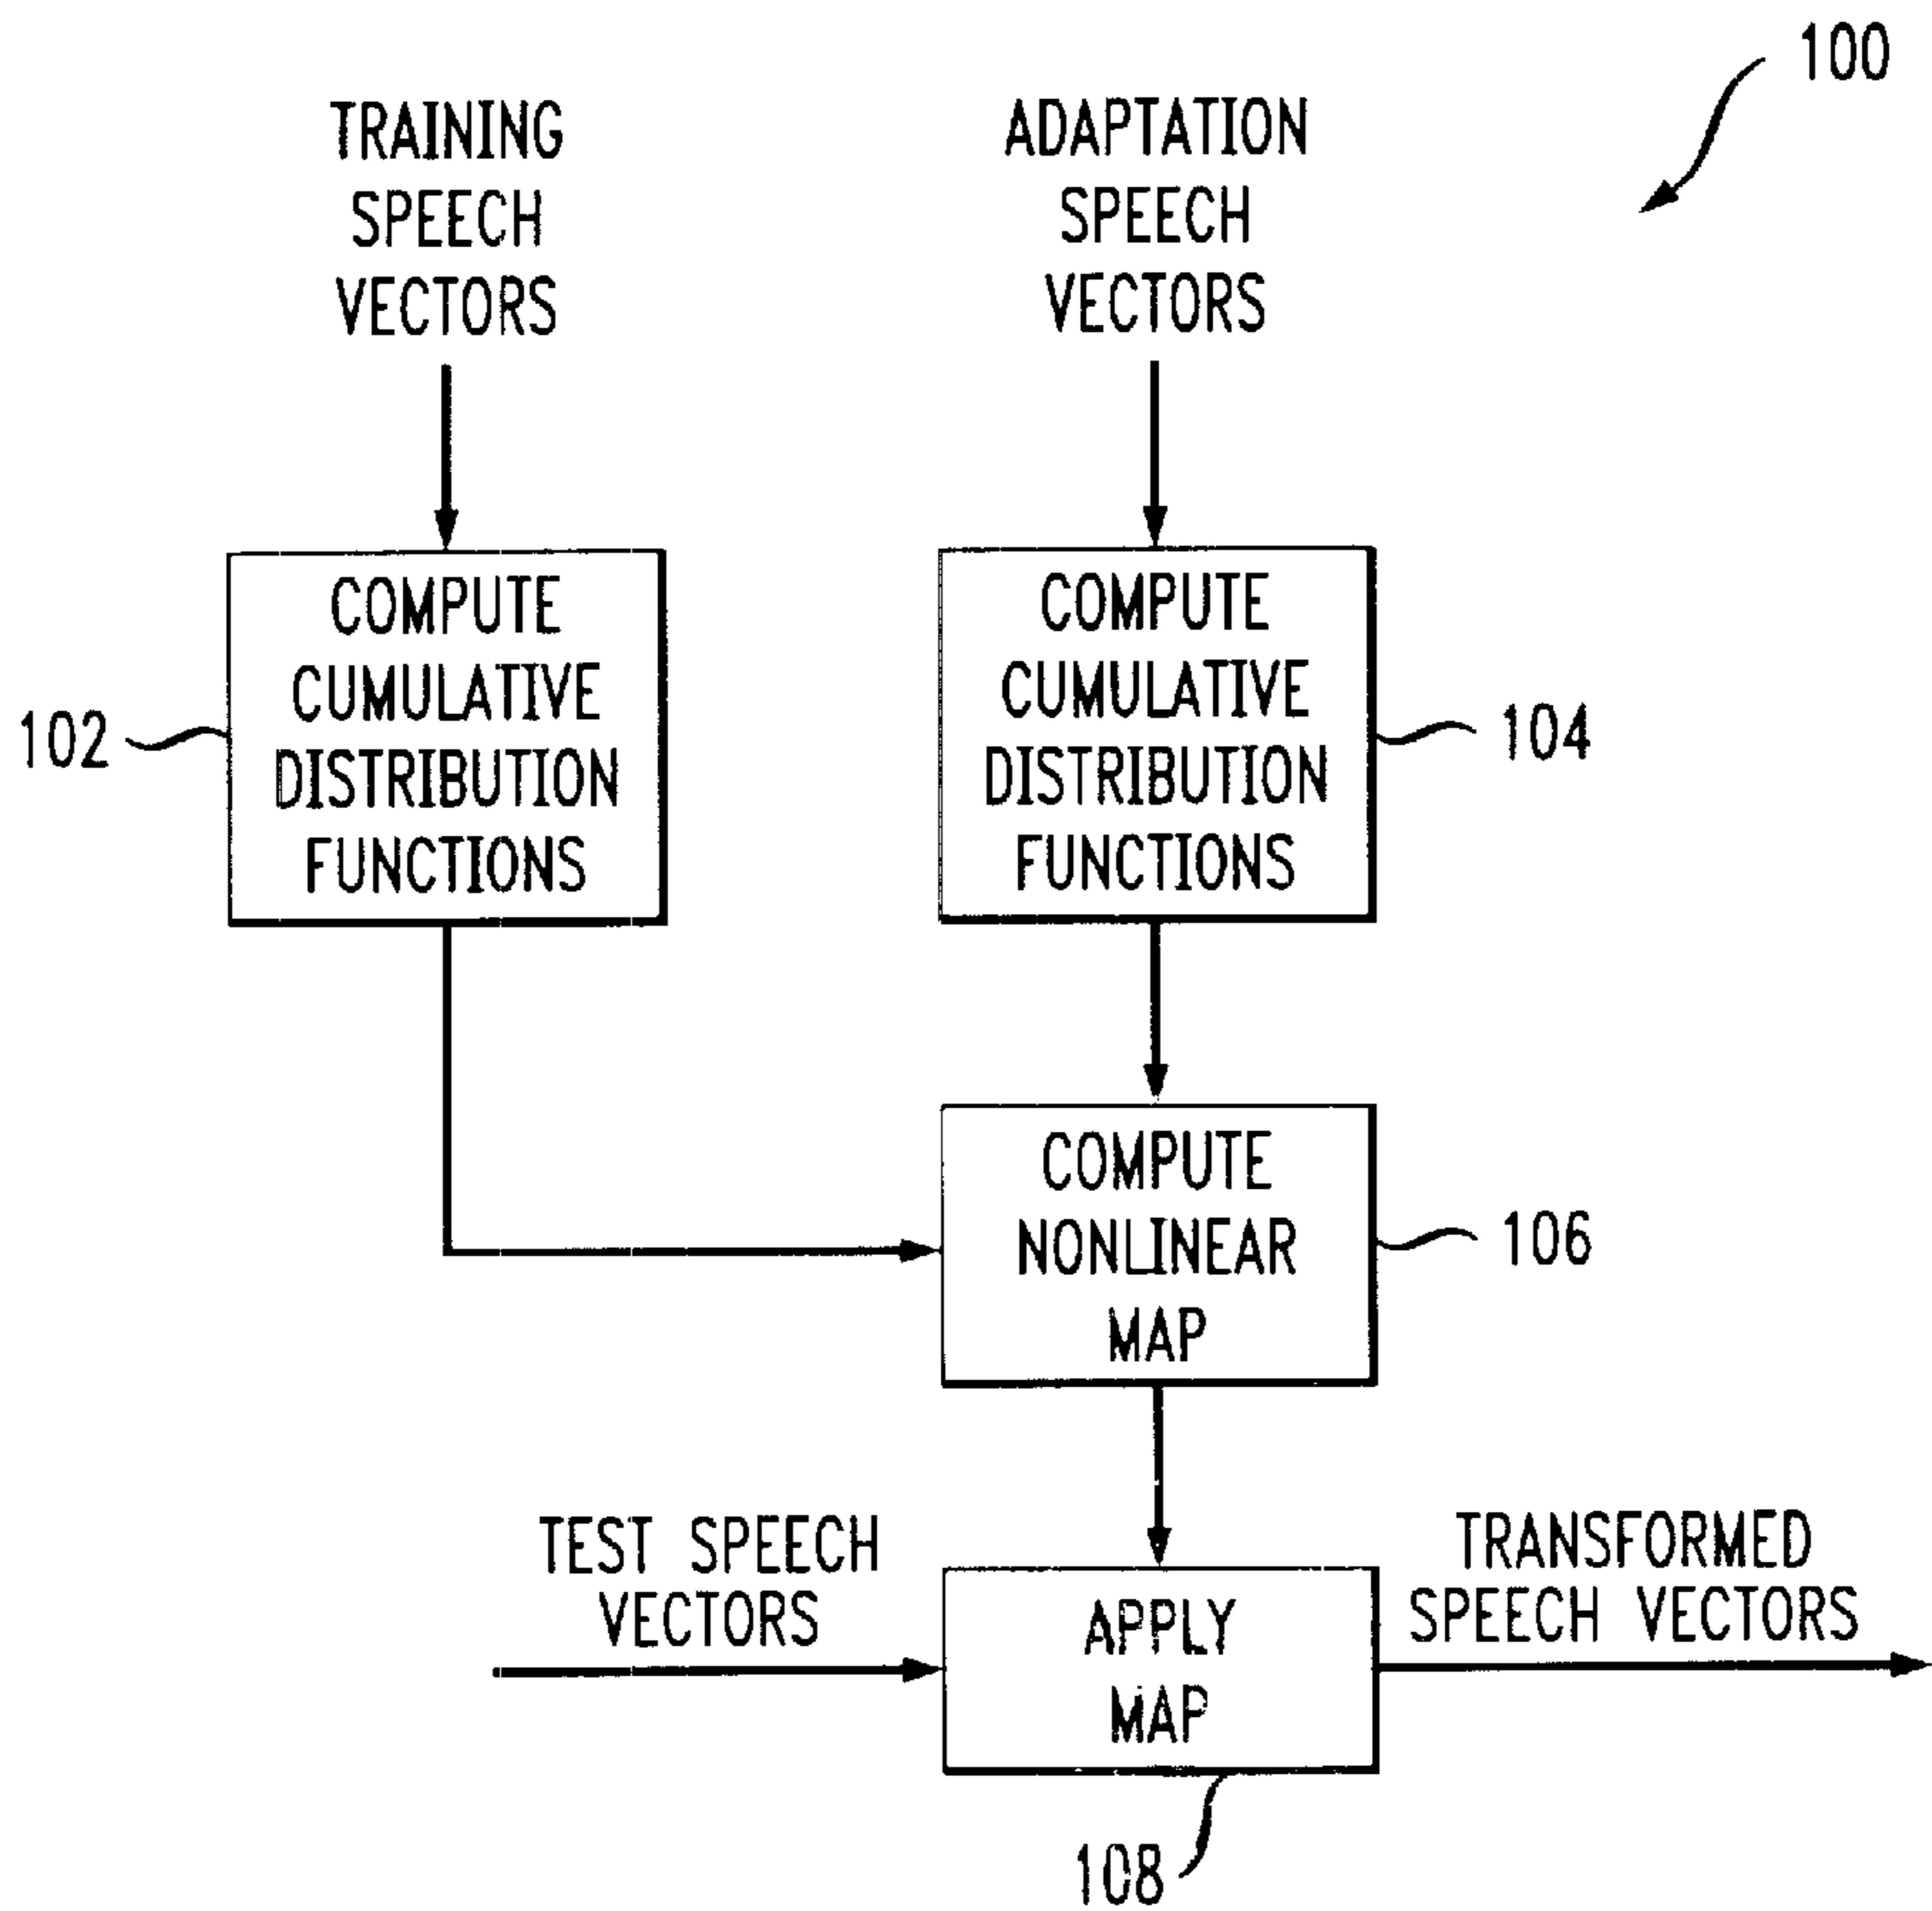 100
TRAINING
SPEECH
VECTORS
ADAPTATION
SPEECH
VECTORS
COMPUTE
CUMULATIVE
DISTRIBUTION
FUNCTIONS
102
COMPUTE
CUMULATIVE
DISTRIBUTION
FUNCTIONS
104
COMPUTE
NONLINEAR
MAP
106
TEST SPEECH
VECTORS
APPLY
MAP
TRANSFORMED
SPEECH VECTORS
108